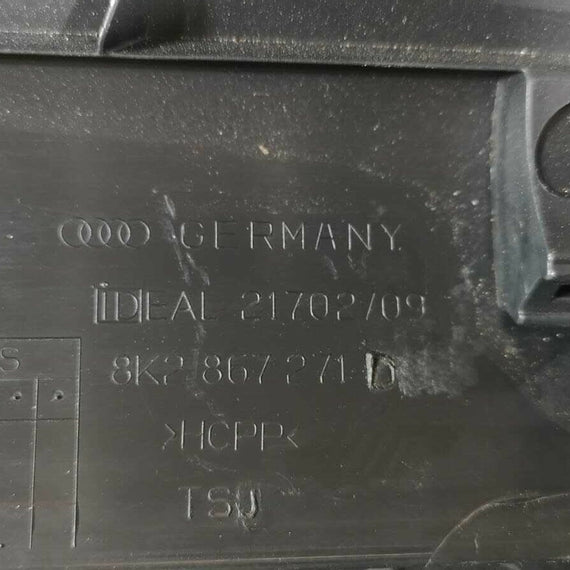 GERMANY
IDEAL 21702/09
8K2 867 271 D
S
>HCPP<
TSU